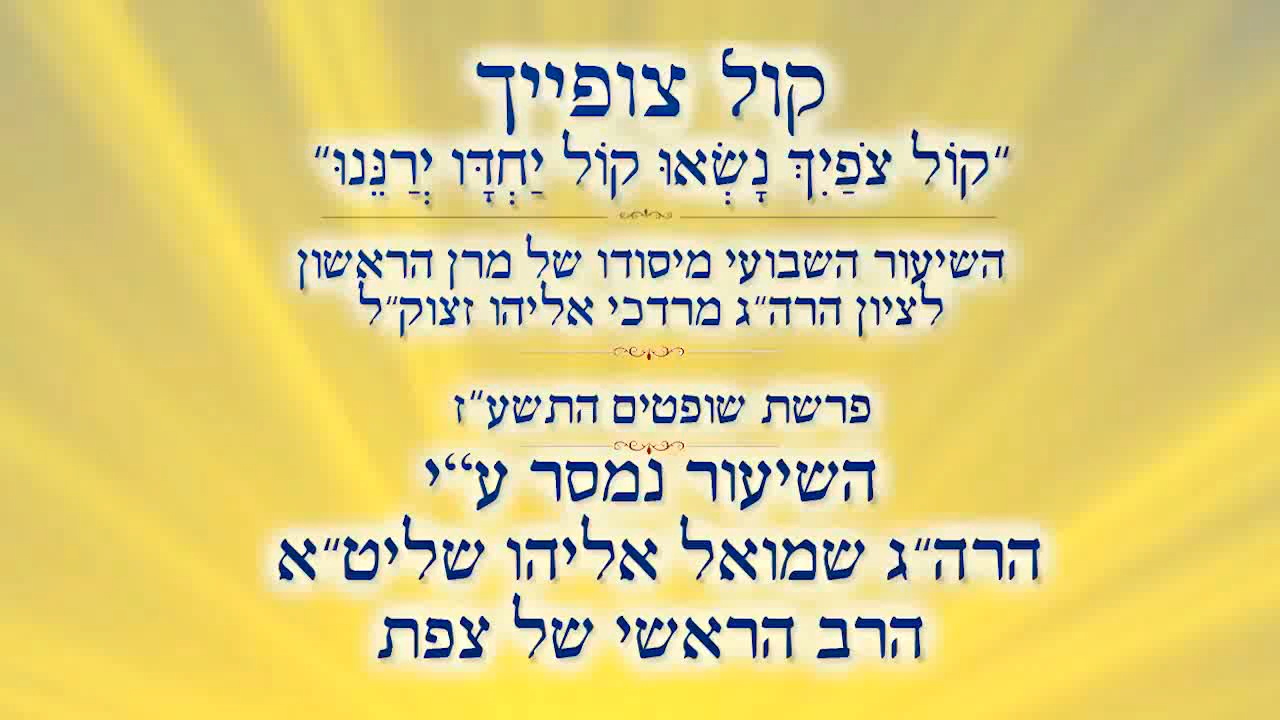 קול צופייך
"קוֹל צֹפַיִךְ נָשְׂאוּ קוֹל יַחְדָּו יְרַנֵּנוּ"
השיעור השבועי מיסודו של מרן הראשון
לציון הרה"ג מרדכי אליהו זצוק"ל
פרשת שופטים התשע"ז
השיעור נמסר ע"י
הרה"ג שמואל אליהו שליט"א
הרב הראשי של צפת